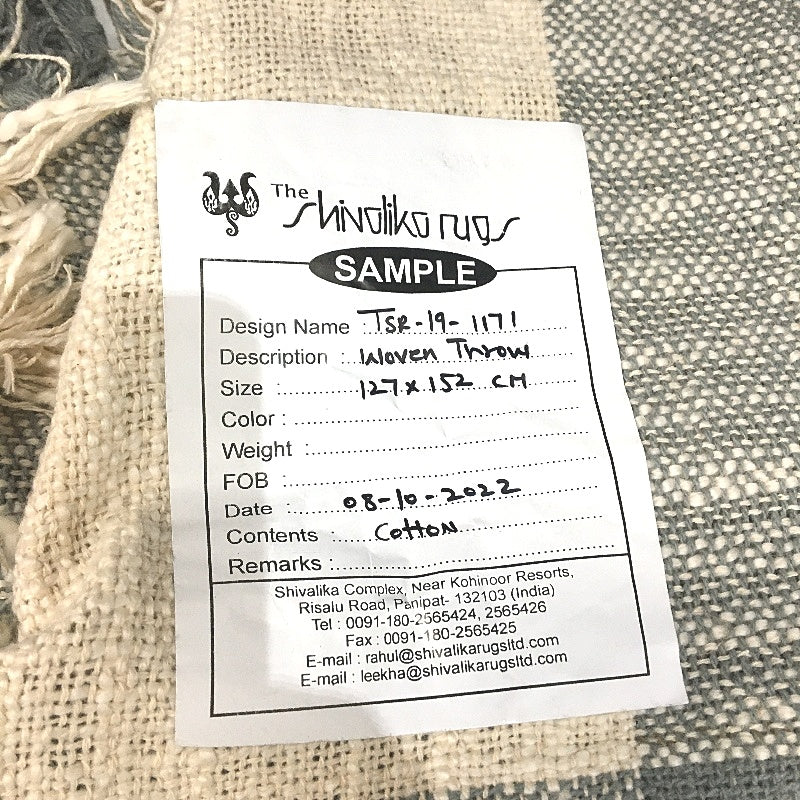 The Shivalika rugs
SAMPLE
Design Name : TSR-19-1171
Description : Woven Throw
Size : 127 x 152 CM
Color :
Weight :
FOB :
Date : 08-10-2022
Contents : Cotton
Remarks :
Shivalika Complex, Near Kohinoor Resorts,
Risalu Road, Panipat- 132103 (India)
Tel : 0091-180-2565424, 2565426
Fax : 0091-180-2565425
E-mail : rahul@shivalikarugsltd.com
E-mail : leekha@shivalikarugsltd.com